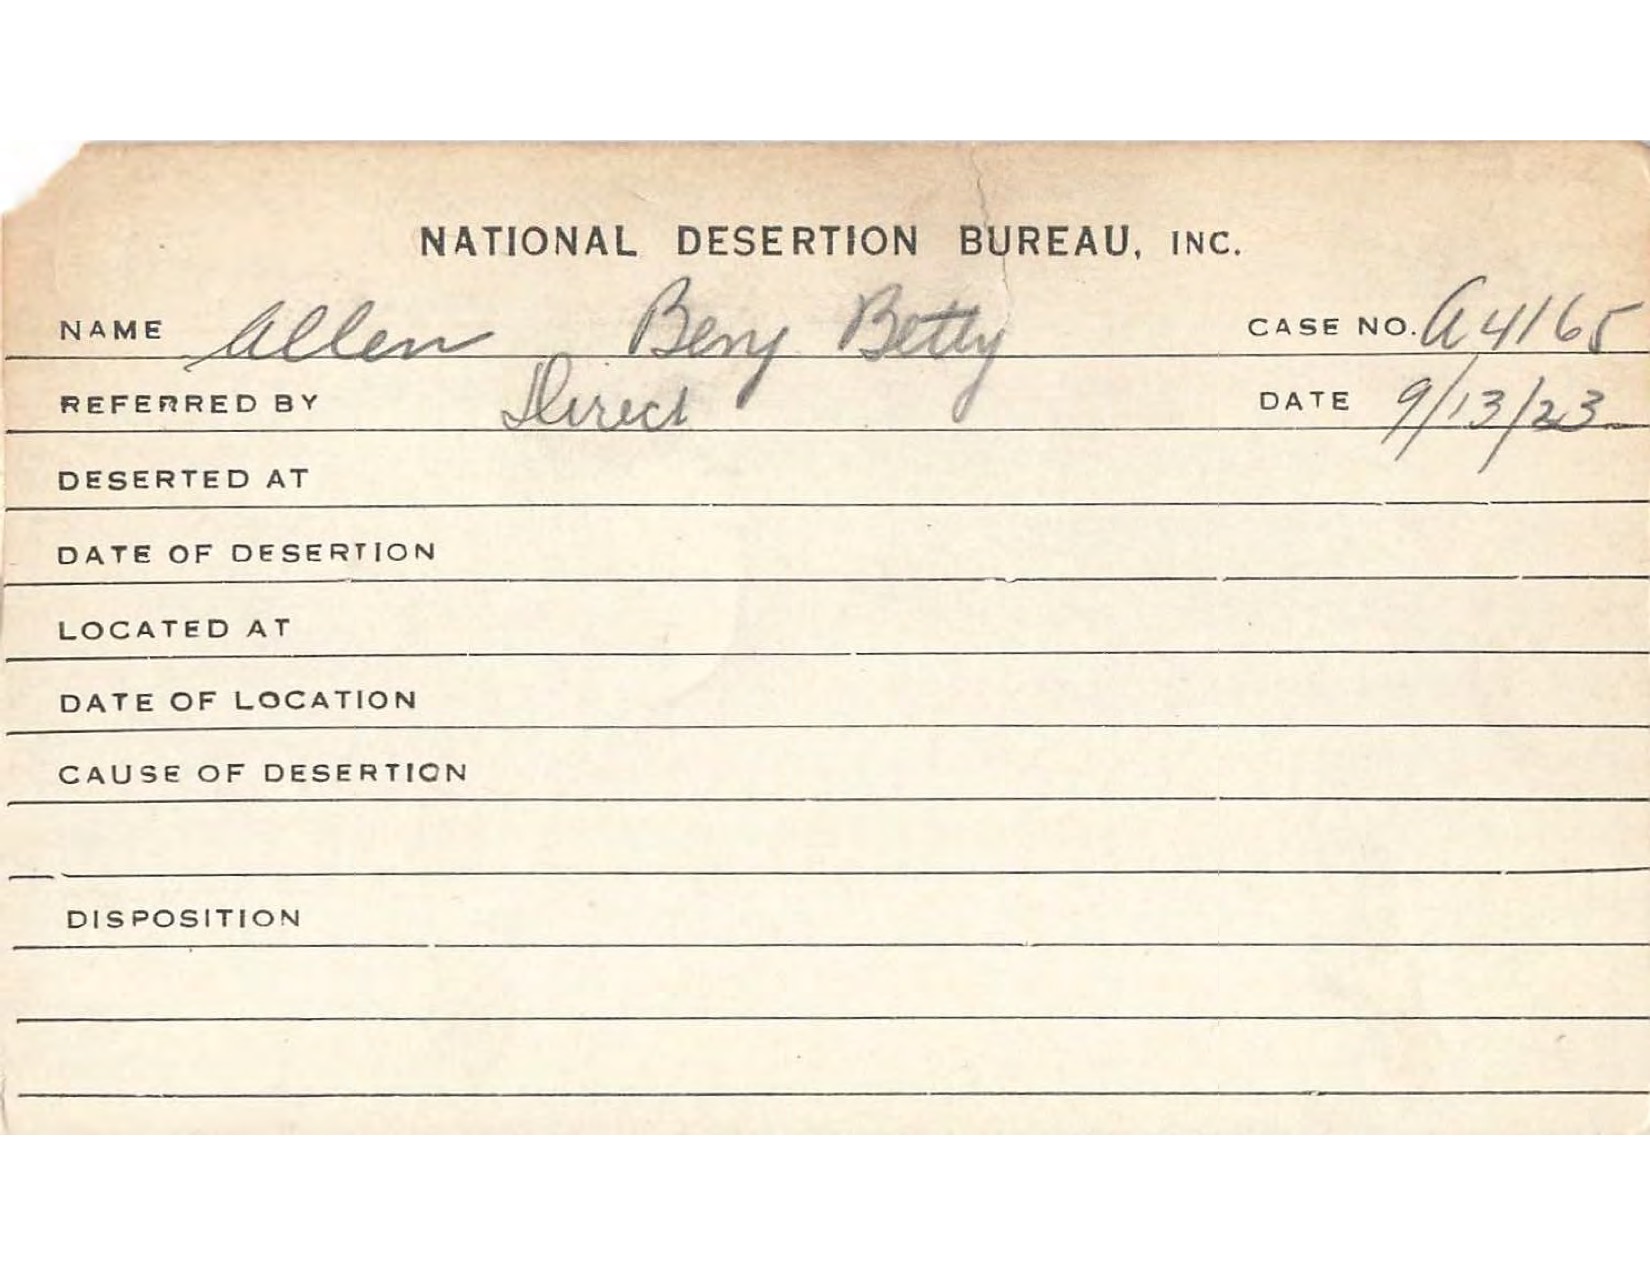 NATIONAL DESERTION BUREAU, INC.
NAME Allen Benj Betty CASE NO. A4165
REFERRED BY Direct DATE 9/13/23
DESERTED AT
DATE OF DESERTION
LOCATED AT
DATE OF LOCATION
CAUSE OF DESERTION
DISPOSITION